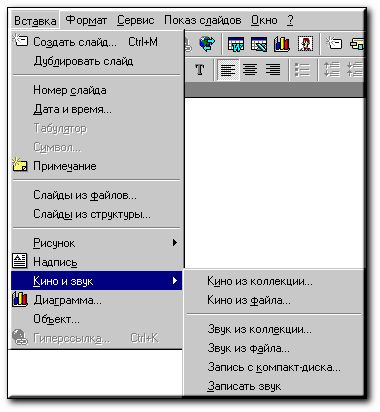 Вставка Формат Сервис Показ слайдов Окно ?
Создать слайд... Ctrl+M
Дублировать слайд
Номер слайда
Дата и время...
Табулятор
Символ...
Примечание
Слайды из файлов...
Слайды из структуры...
Рисунок
Надпись
Кино и звук
Диаграмма...
Объект...
Гиперссылка... Ctrl+K
Кино из коллекции...
Кино из файла...
Звук из коллекции...
Звук из файла...
Запись с компакт-диска...
Записать звук